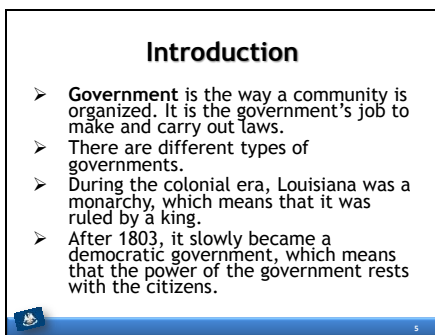 Introduction
➢ Government is the way a community is
organized. It is the government's job to
make and carry out laws.
➢ There are different types of
governments.
➢ During the colonial era, Louisiana was a
monarchy, which means that it was
ruled by a king.
➢ After 1803, it slowly became a
democratic government, which means
that the power of the government rests
with the citizens.
5